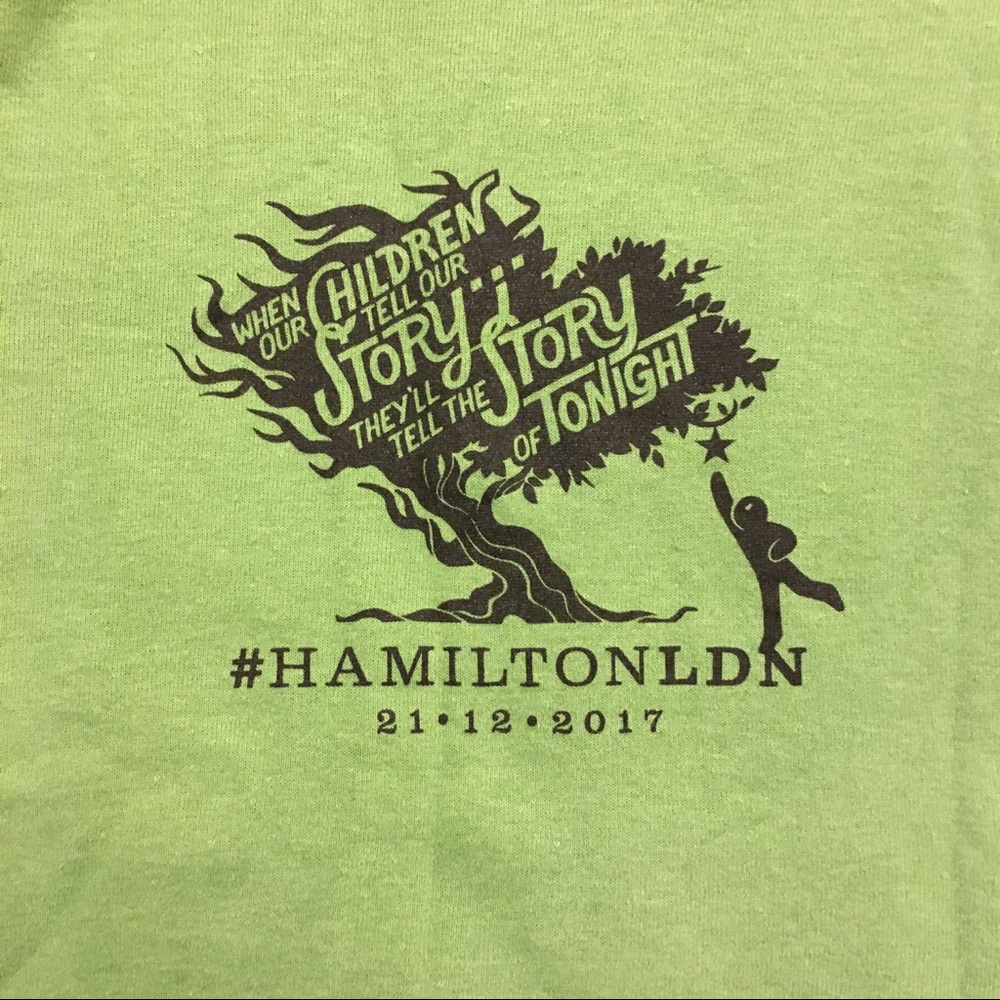 WHEN
OUR CHILDREN
TELL OUR
STORY...
THEY'LL
TELL THE STORY
OF TONIGHT
#HAMILTONLDN
21•12•2017